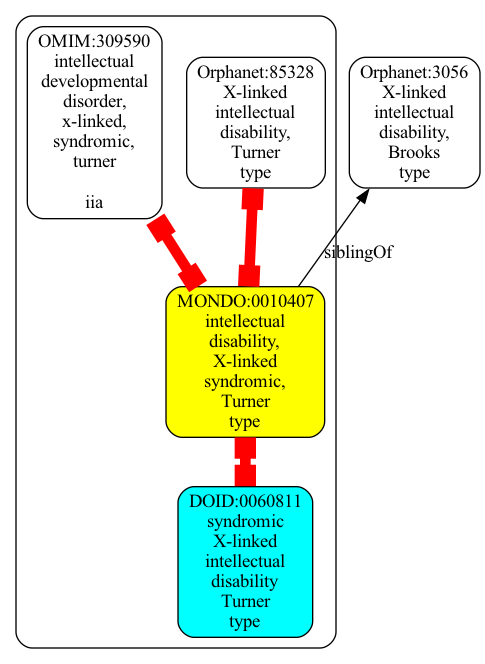 OMIM:309590
intellectual
developmental
disorder,
x-linked,
syndromic,
turner
iia
Orphanet:85328
X-linked
intellectual
disability,
Turner
type
Orphanet:3056
X-linked
intellectual
disability,
Brooks
type
siblingOf
MONDO:0010407
intellectual
disability,
X-linked
syndromic,
Turner
type
DOID:0060811
syndromic
X-linked
intellectual
disability
Turner
type